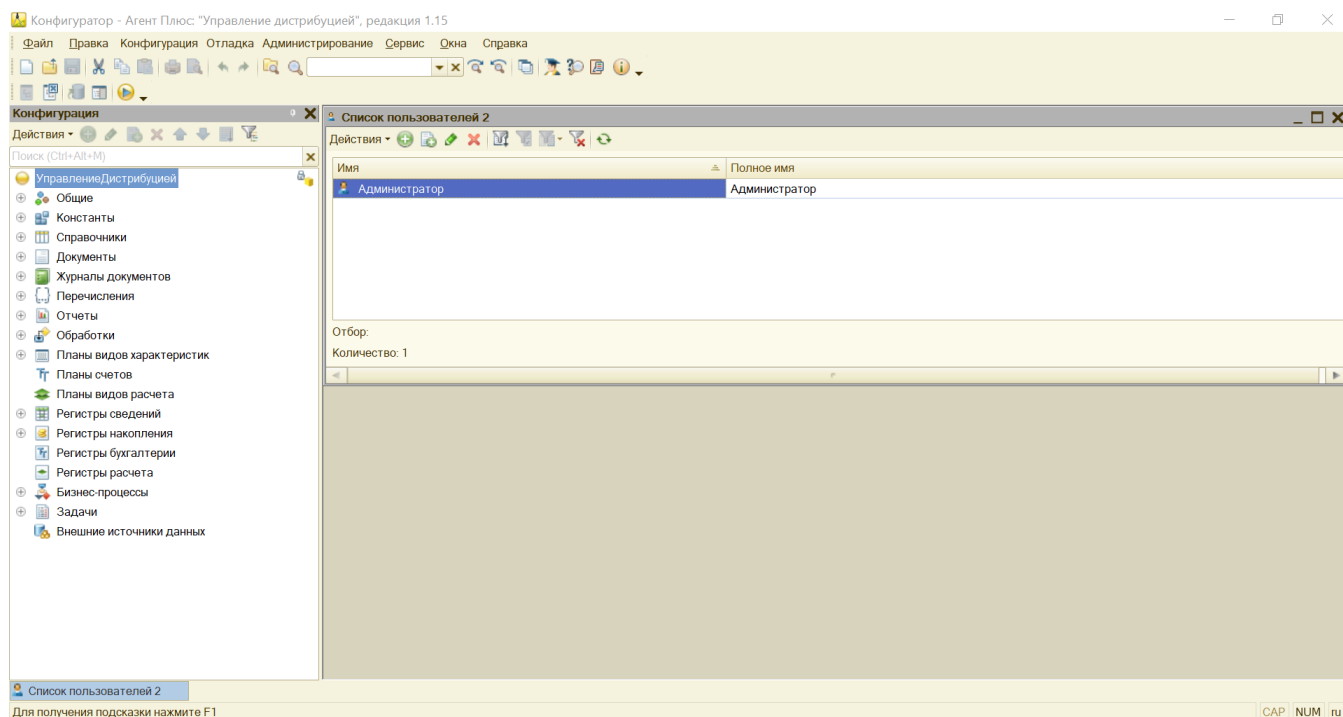 Конфигуратор - Агент Плюс: "Управление дистрибуцией", редакция 1.15
Файл Правка Конфигурация Отладка Администрирование Сервис Окна Справка
Конфигурация
Действия
Поиск (Ctrl+Alt+M)
УправлениеДистрибуцией
Общие
Константы
Справочники
Документы
Журналы документов
Перечисления
Отчеты
Обработки
Планы видов характеристик
Планы счетов
Планы видов расчета
Регистры сведений
Регистры накопления
Регистры бухгалтерии
Регистры расчета
Бизнес-процессы
Задачи
Внешние источники данных
Список пользователей 2
Действия
Имя Полное имя
Администратор Администратор
Отбор:
Количество: 1
Список пользователей 2
Для получения подсказки нажмите F1 CAP NUM ru